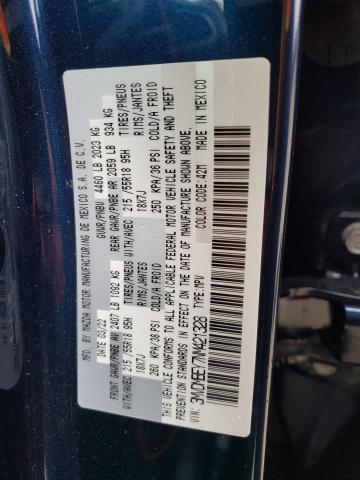 MFD. BY MAZDA MOTOR MANUFACTURING DE MEXICO S.A. DE C.V.
DATE 03/22 GVWR/PNBV 4460 LB 2023 KG
FRONT GAWR/PNBE AV 2407 LB 1092 KG REAR GAWR/PNBE AR 2059 LB 934 KG
WITH/AVEC 215/55R18 95H TIRES/PNEUS WITH/AVEC 215/55R18 95H TIRES/PNEUS
18X7J RIMS/JANTES 18X7J RIMS/JANTES
250 KPA/36 PSI COLD/A FROID 250 KPA/36 PSI COLD/A FROID
THIS VEHICLE CONFORMS TO ALL APPLICABLE FEDERAL MOTOR VEHICLE SAFETY AND THEFT
PREVENTION STANDARDS IN EFFECT ON THE DATE OF MANUFACTURE SHOWN ABOVE.
MADE IN MEXICO
VIN: TYPE: MPV COLOR CODE: 42M